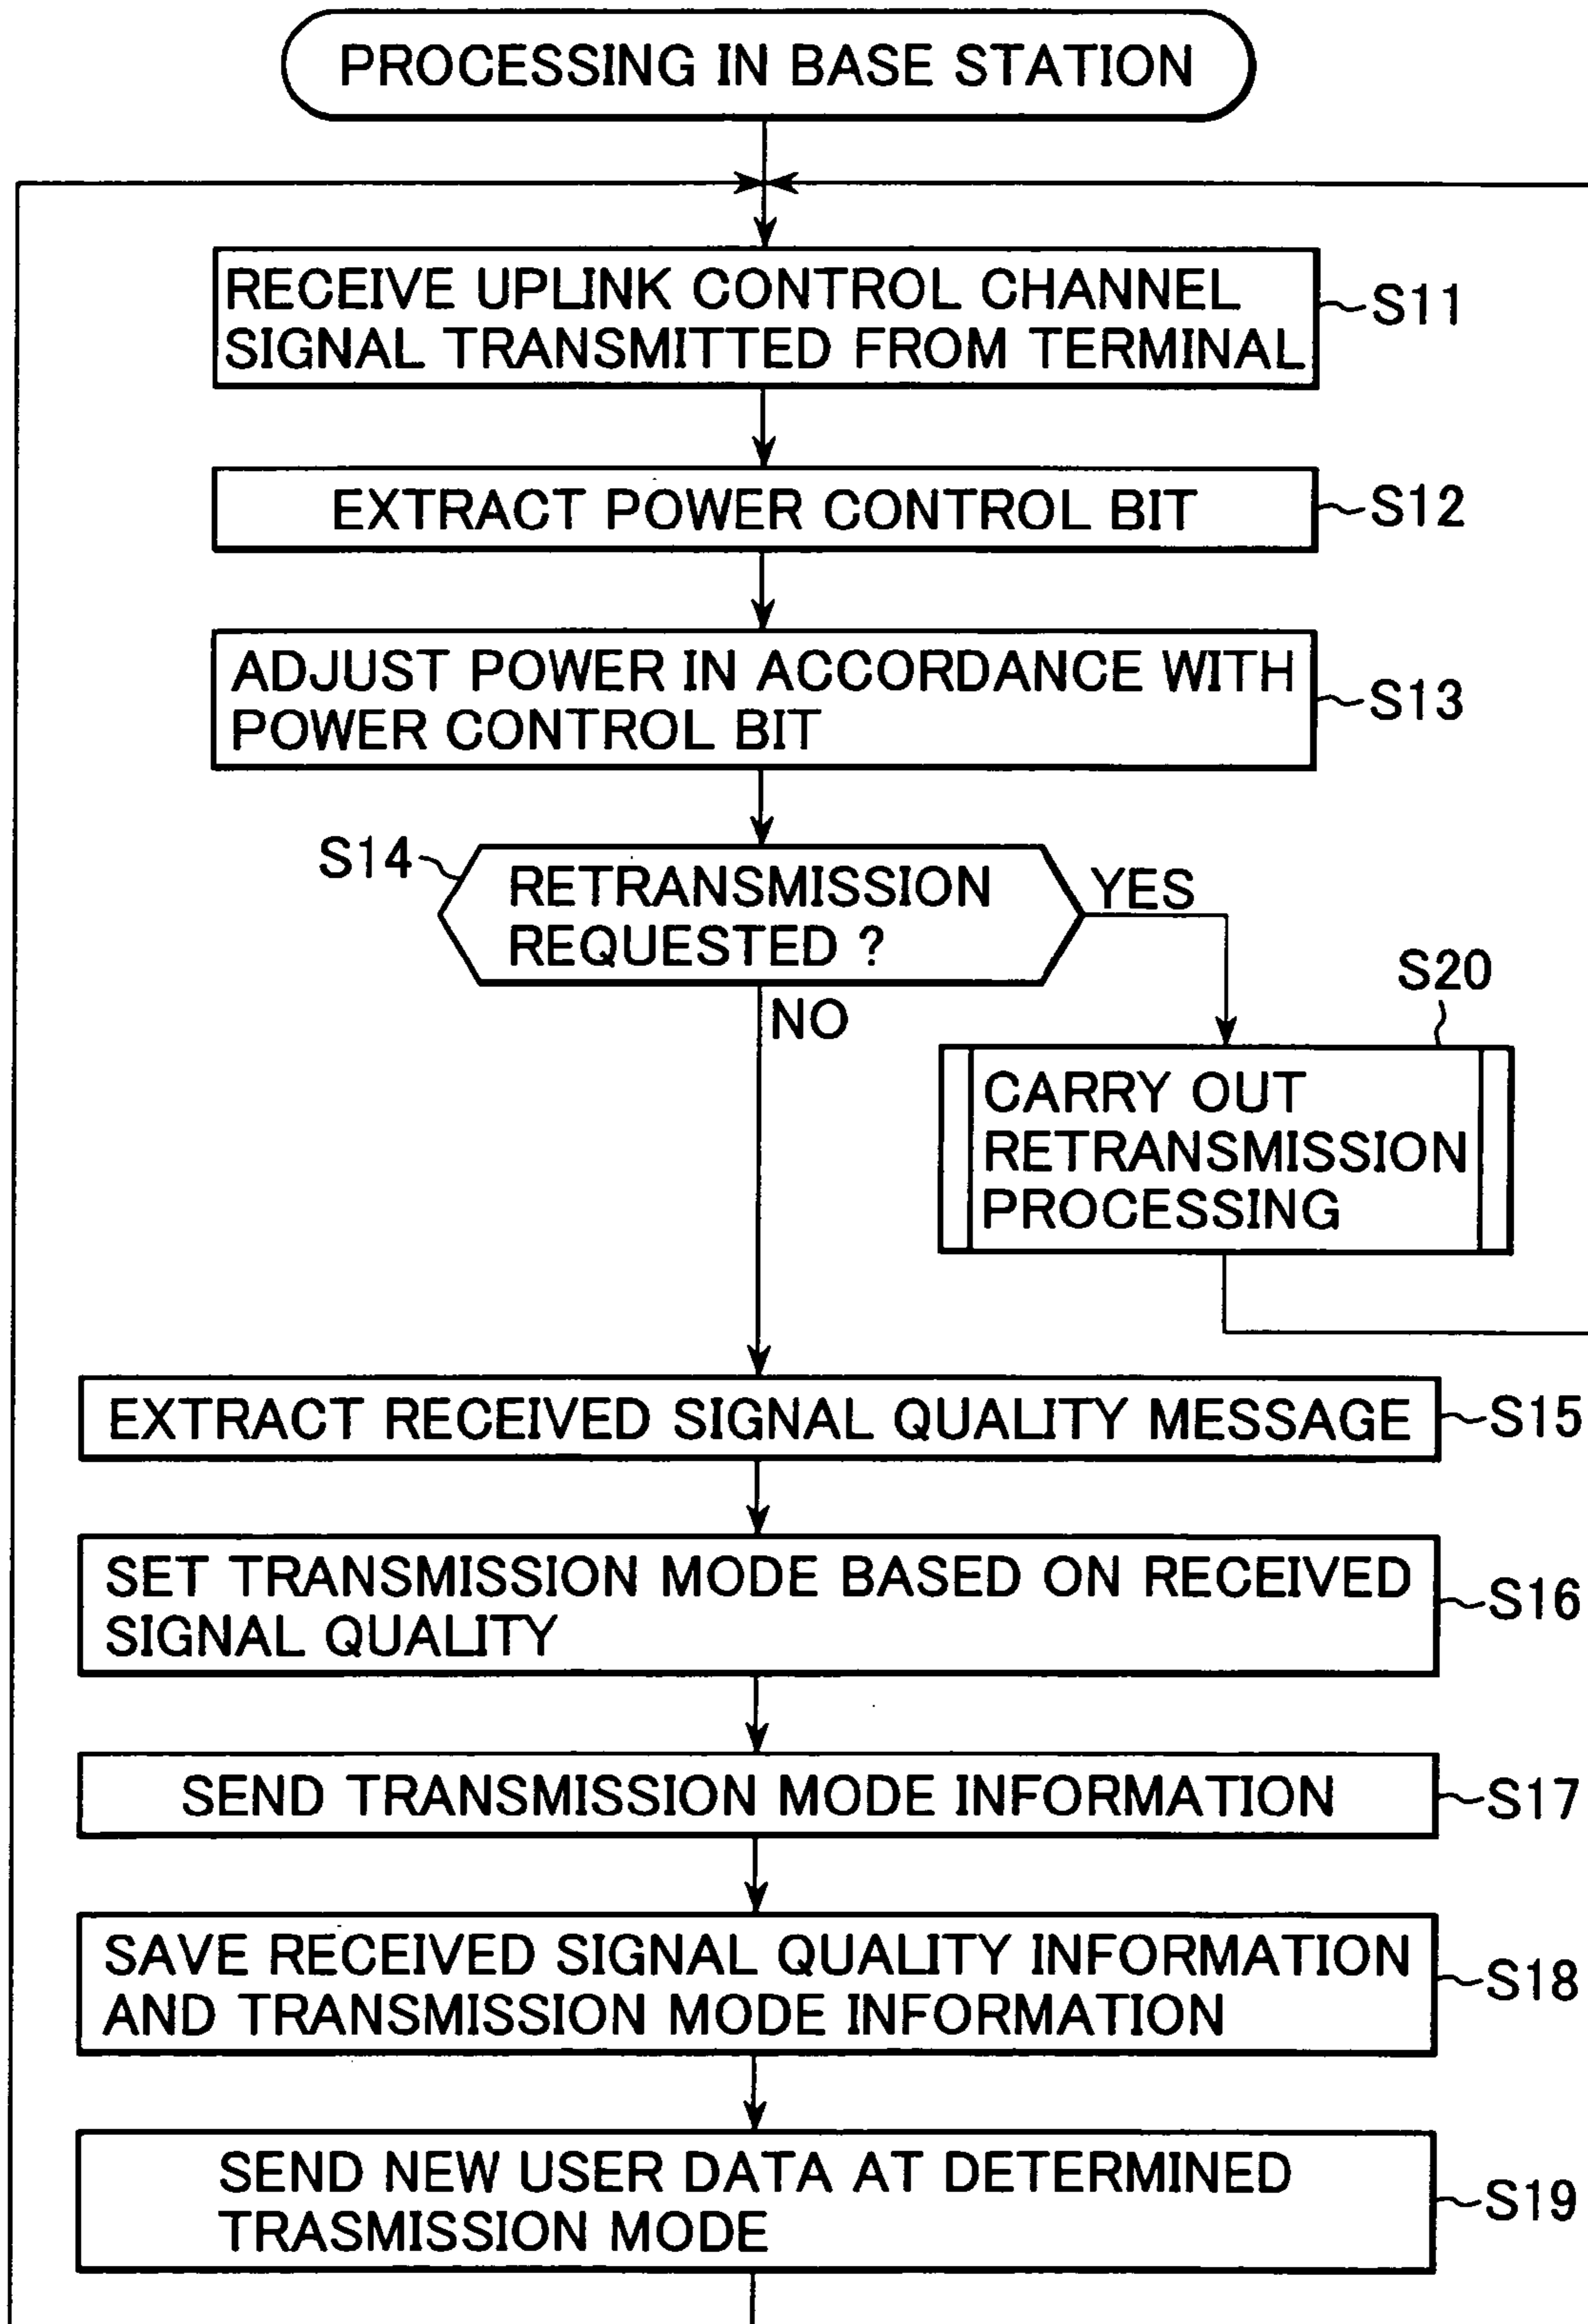 PROCESSING IN BASE STATION
RECEIVE UPLINK CONTROL CHANNEL
SIGNAL TRANSMITTED FROM TERMINAL
S11
EXTRACT POWER CONTROL BIT
S12
ADJUST POWER IN ACCORDANCE WITH
POWER CONTROL BIT
S13
S14
RETRANSMISSION
REQUESTED ?
YES
NO
S20
CARRY OUT
RETRANSMISSION
PROCESSING
EXTRACT RECEIVED SIGNAL QUALITY MESSAGE
S15
SET TRANSMISSION MODE BASED ON RECEIVED
SIGNAL QUALITY
S16
SEND TRANSMISSION MODE INFORMATION
S17
SAVE RECEIVED SIGNAL QUALITY INFORMATION
AND TRANSMISSION MODE INFORMATION
S18
SEND NEW USER DATA AT DETERMINED
TRASMISSION MODE
S19